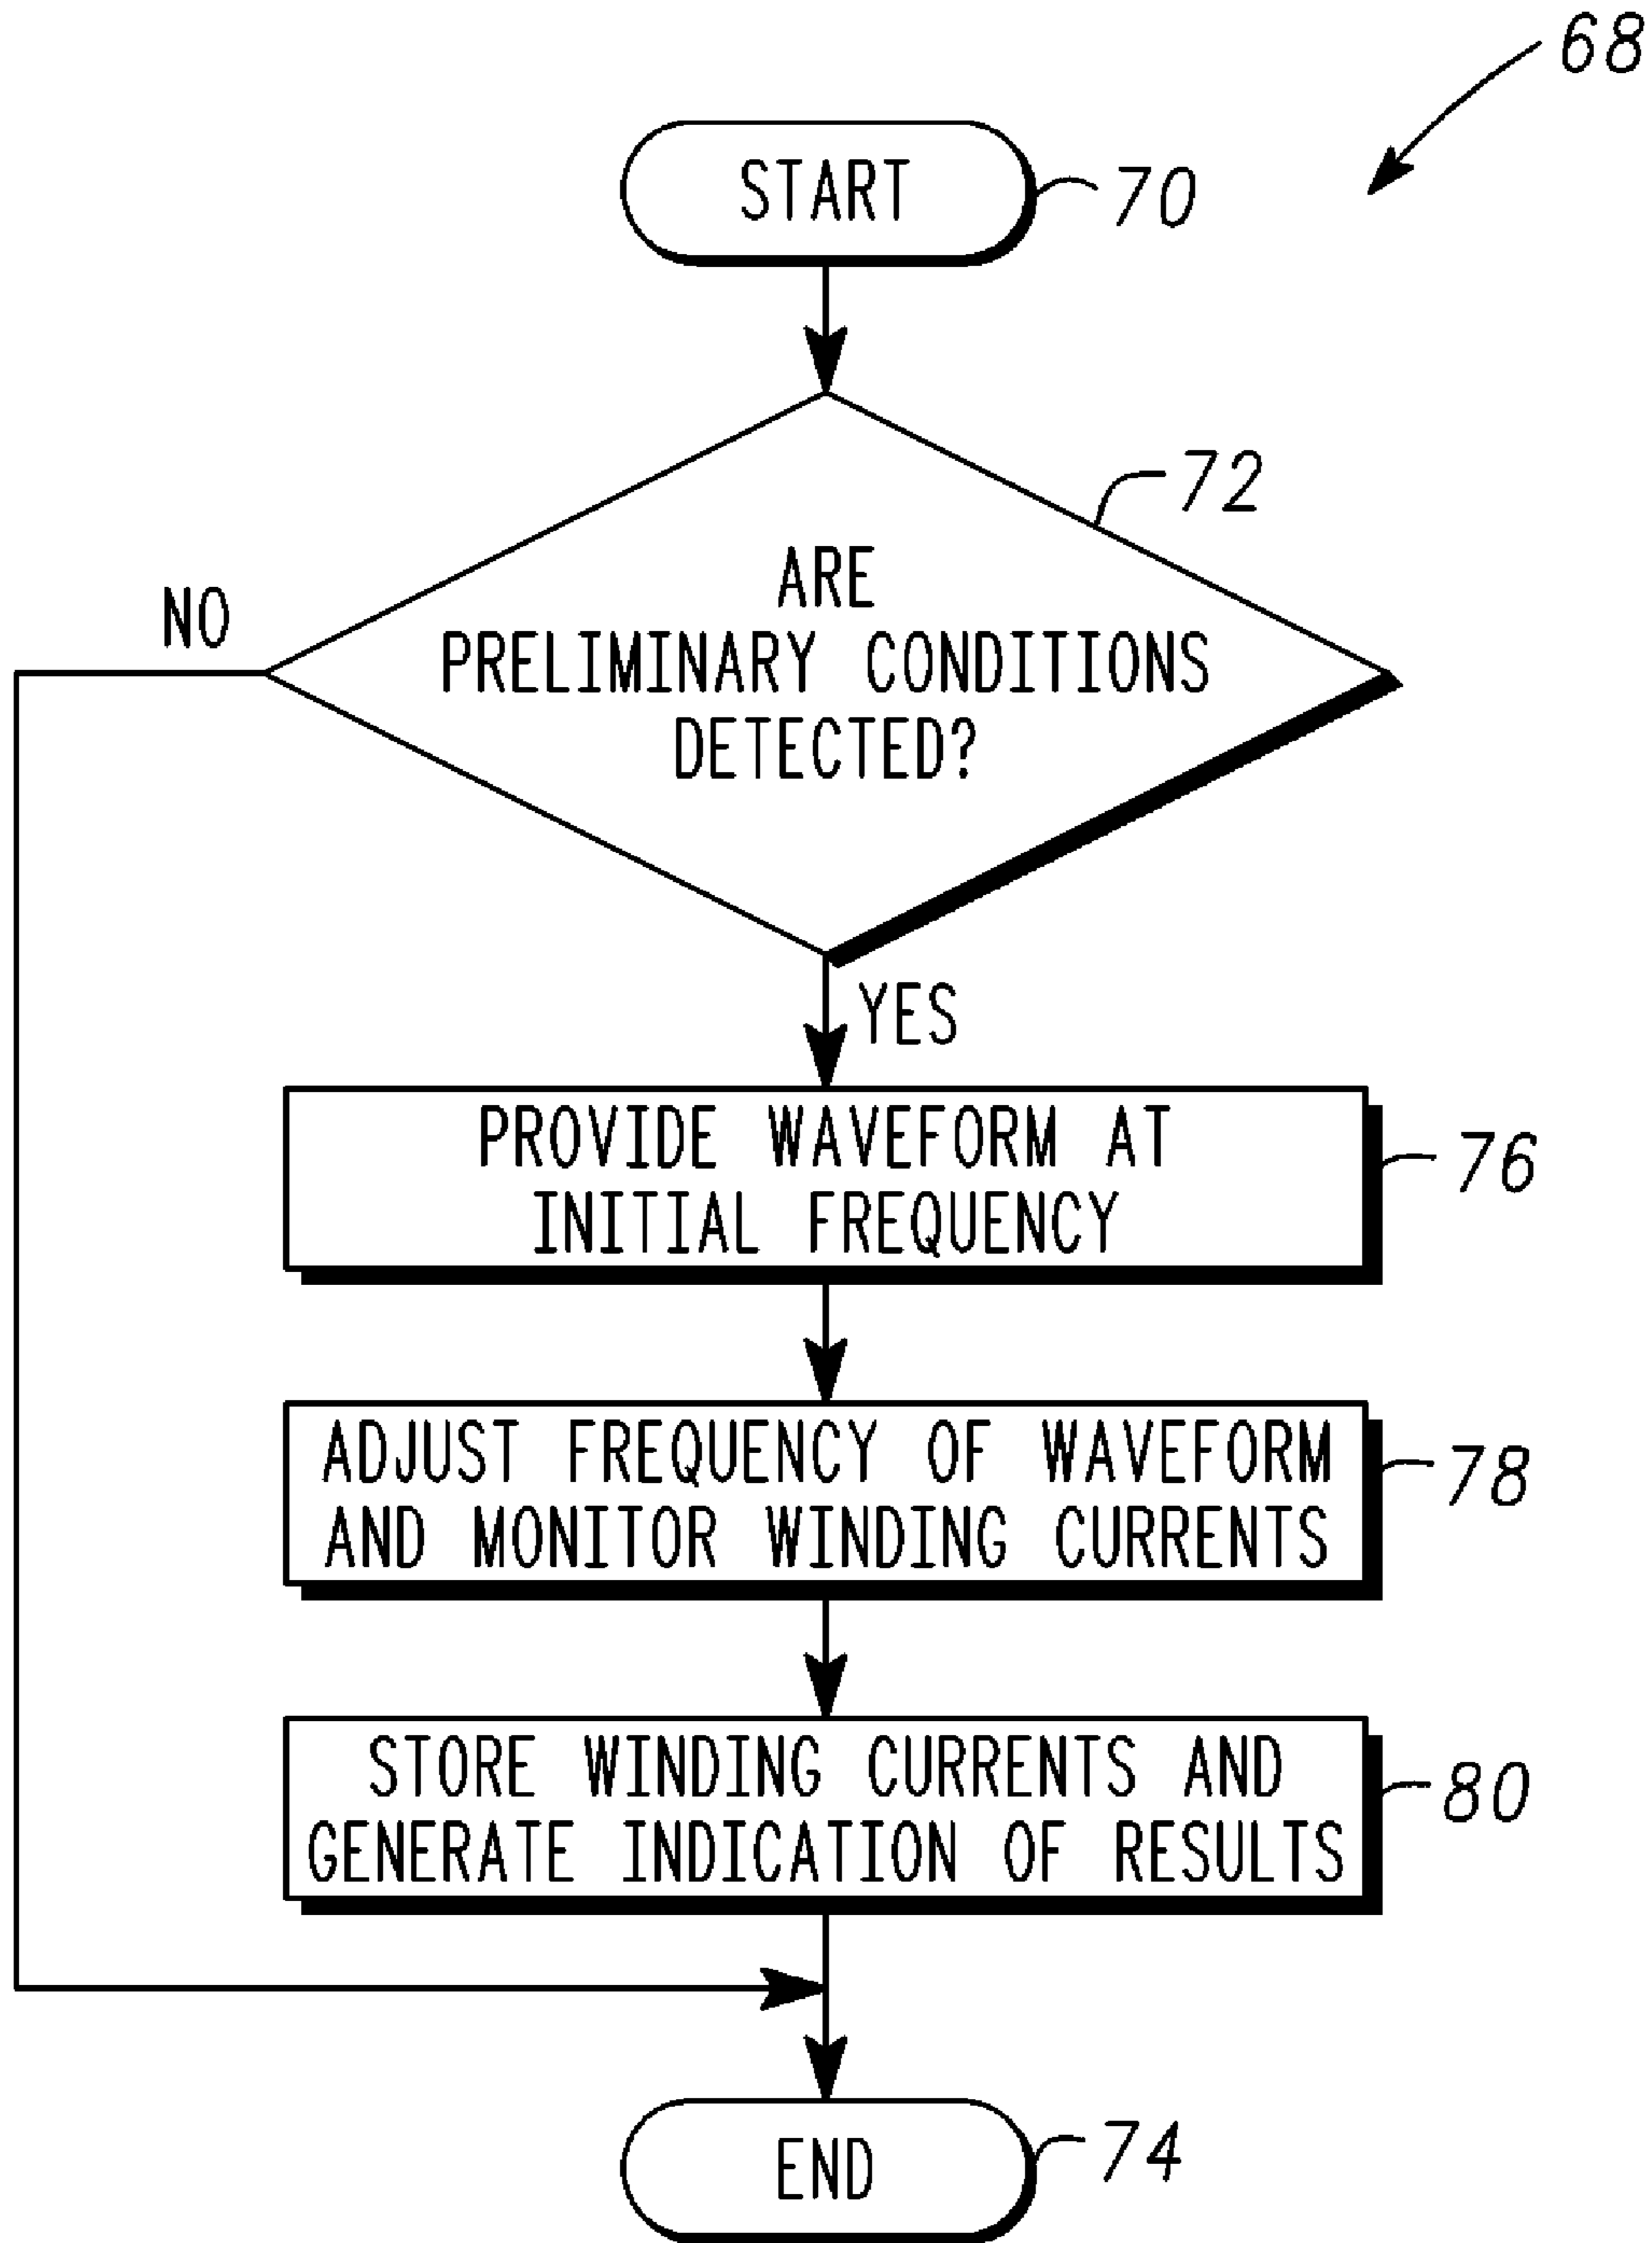 68
START
70
72
ARE
PRELIMINARY CONDITIONS
DETECTED?
NO
YES
PROVIDE WAVEFORM AT
INITIAL FREQUENCY
76
ADJUST FREQUENCY OF WAVEFORM
AND MONITOR WINDING CURRENTS
78
STORE WINDING CURRENTS AND
GENERATE INDICATION OF RESULTS
80
END
74